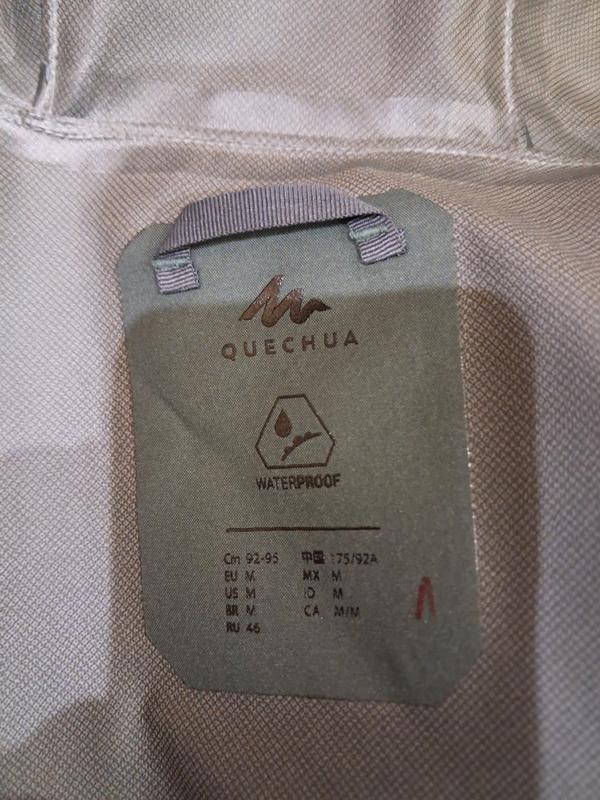 QUECHUA
WATERPROOF
Cm 92-95 中国 175/92A
EU M MX M
US M ID M
BR M CA M/M
RU 46